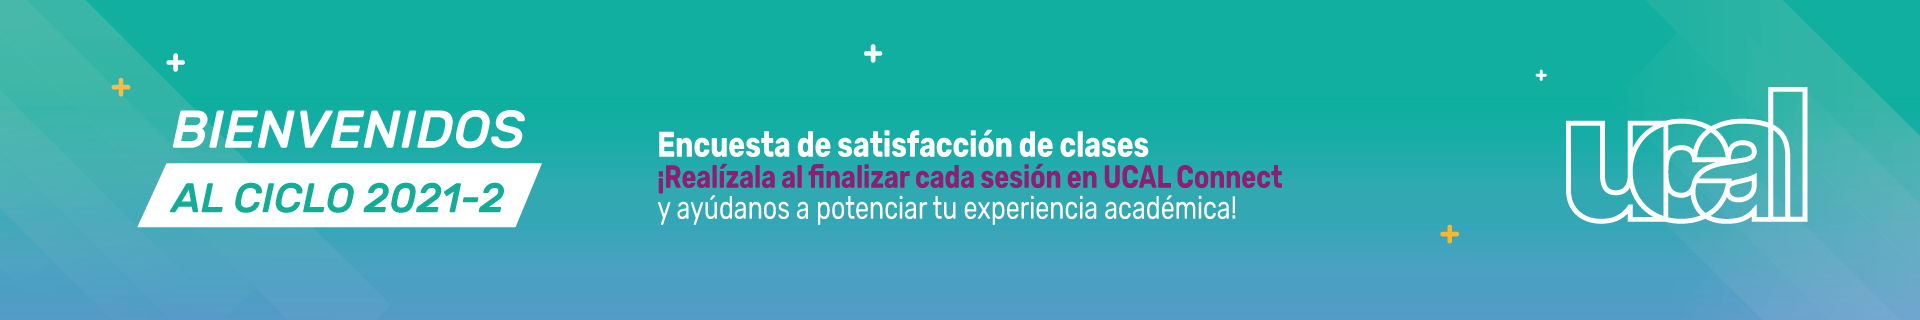 BIENVENIDOS
AL CICLO 2021-2
Encuesta de satisfacción de clases
¡Realízala al finalizar cada sesión en UCAL Connect
y ayúdanos a potenciar tu experiencia académica!
ucal